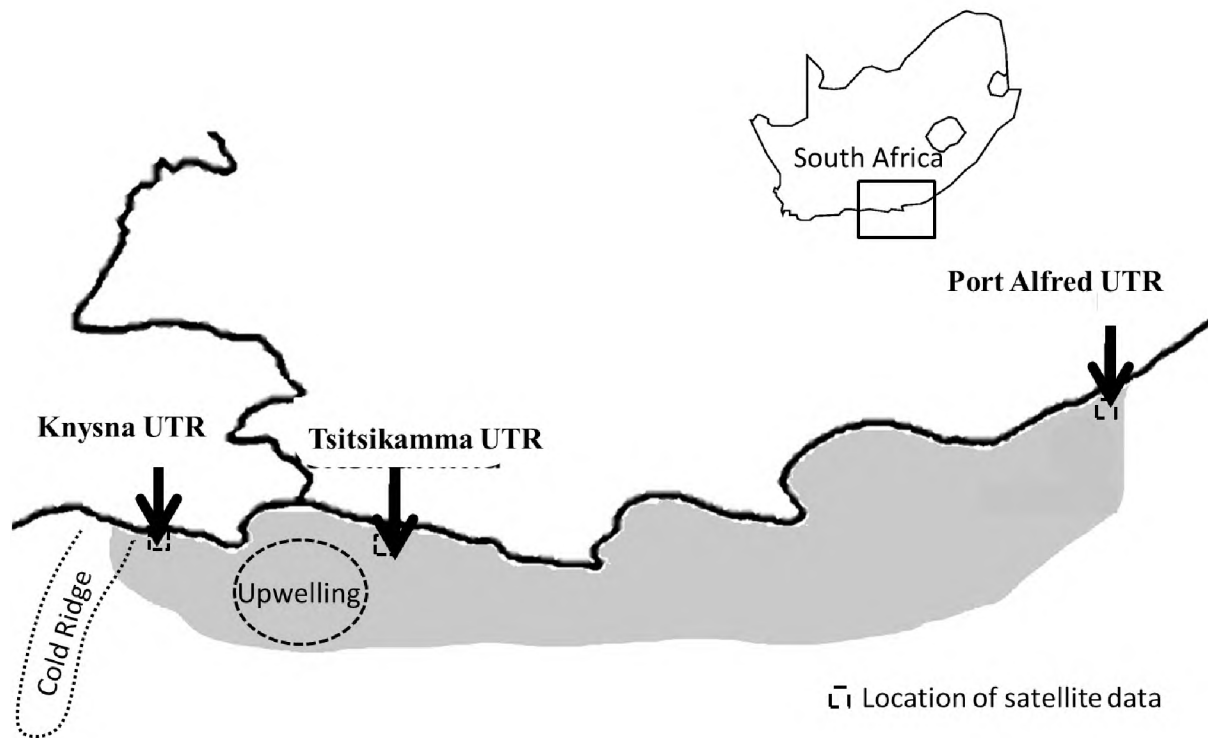 South Africa
Port Alfred UTR
Knysna UTR
Tsitsikamma UTR
Upwelling
Cold Ridge
Location of satellite data